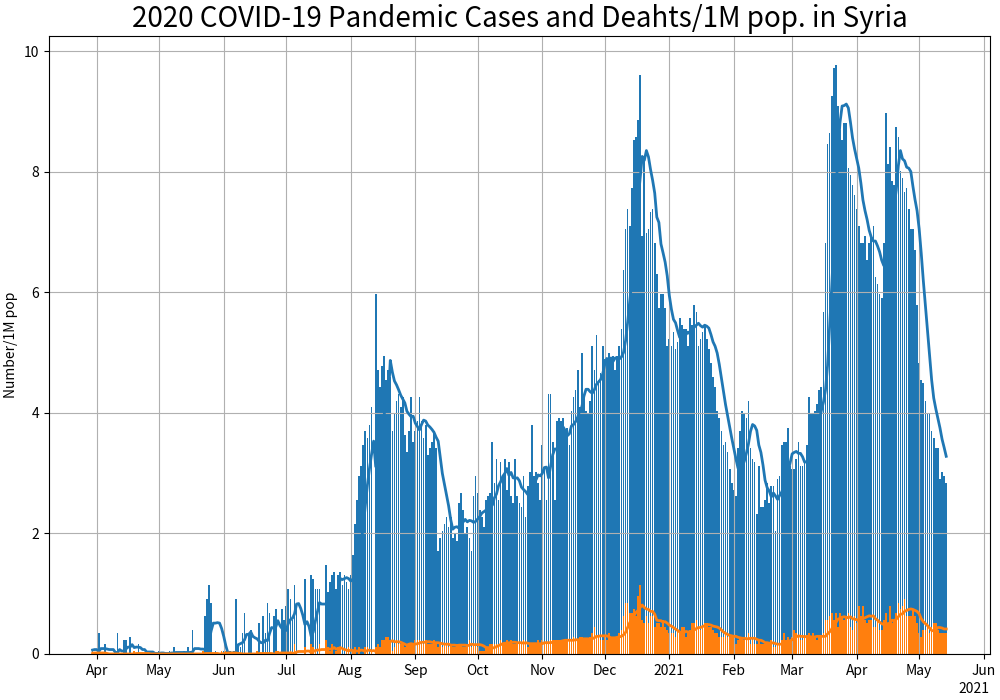 2020 COVID-19 Pandemic Cases and Deahts/1M pop. in Syria
Number/1M pop
10
8
6
4
2
0
Apr May Jun Jul Aug Sep Oct Nov Dec 2021 Feb Mar Apr May Jun
2021